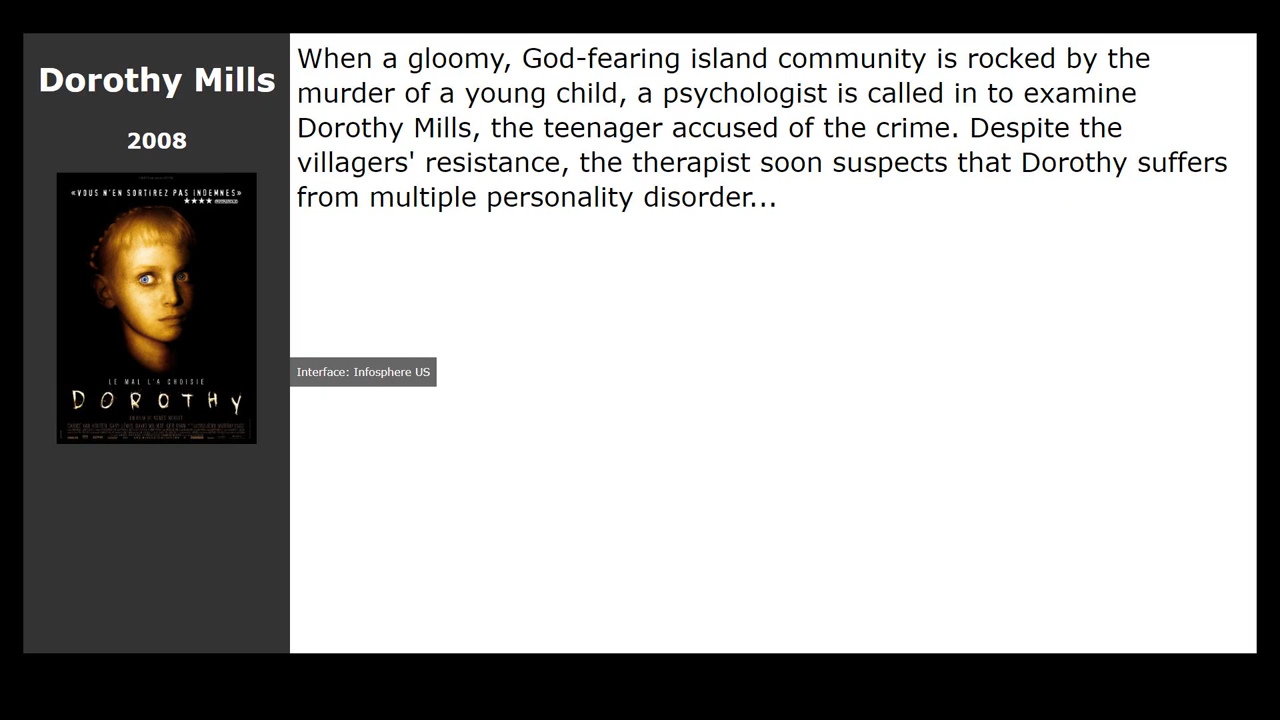 Dorothy Mills
2008
«VOUS N'EN SORTIREZ PAS INDEMNES»
★★★★
LE MAL L'A CHOISIE
DOROTHY
When a gloomy, God-fearing island community is rocked by the
murder of a young child, a psychologist is called in to examine
Dorothy Mills, the teenager accused of the crime. Despite the
villagers' resistance, the therapist soon suspects that Dorothy suffers
from multiple personality disorder...
Interface: Infosphere US